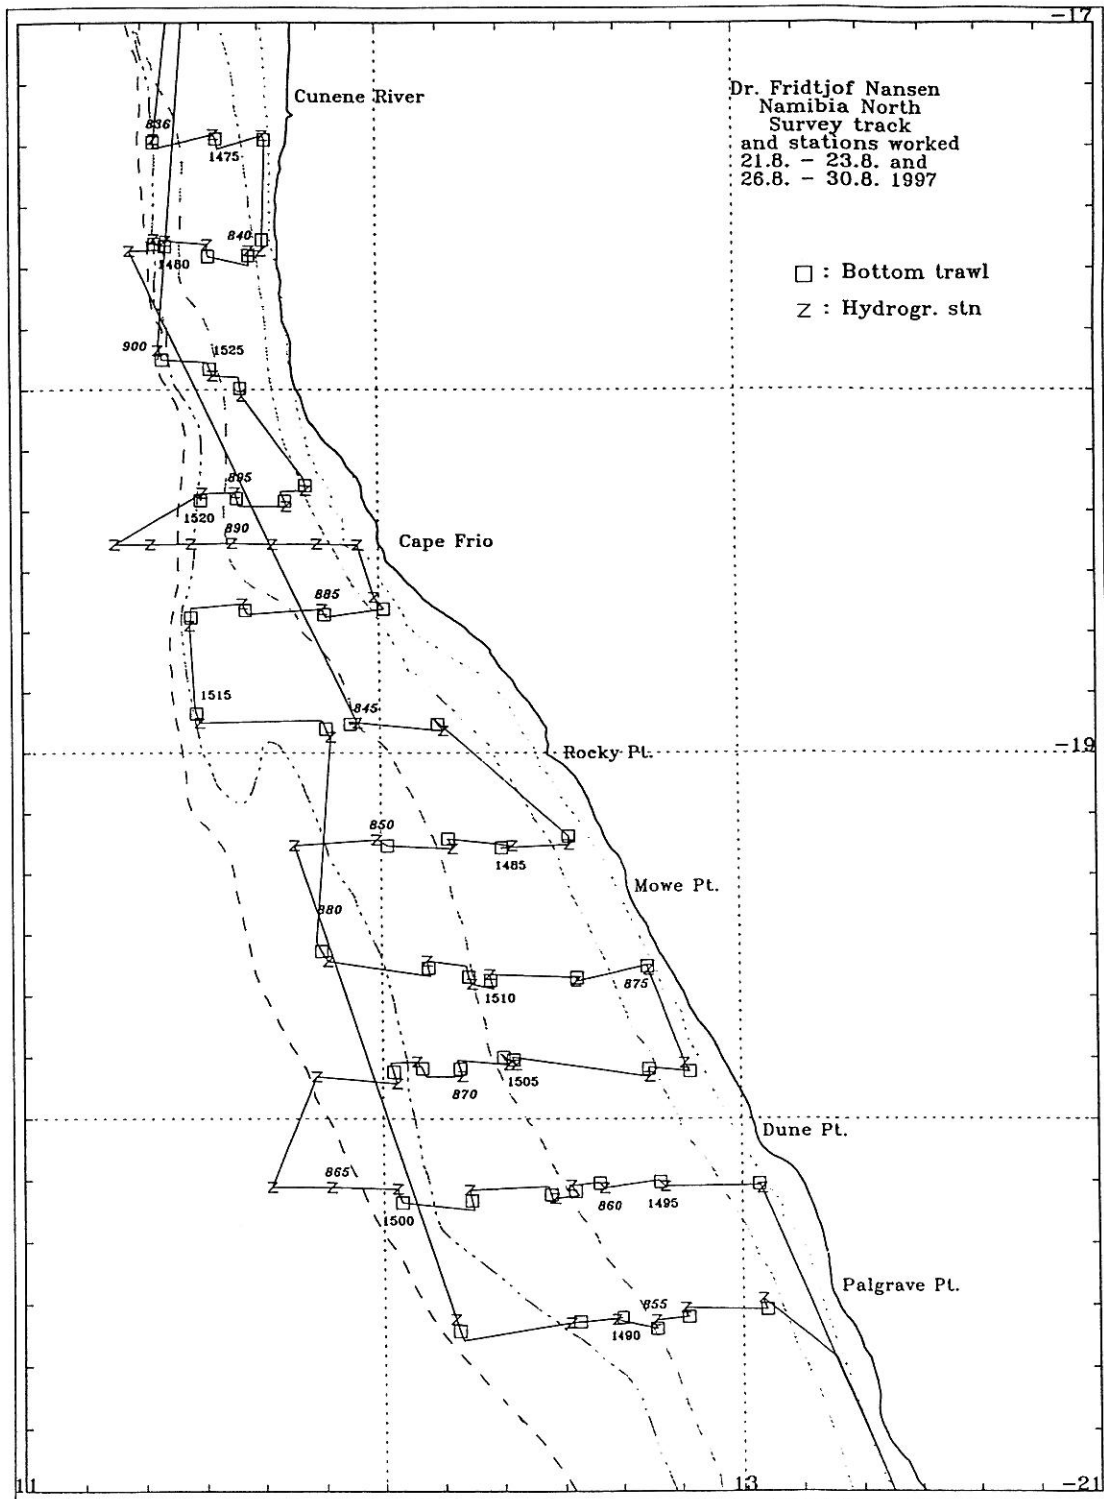 -17
Cunene River
Dr. Fridtjof Nansen
Namibia North
Survey track
and stations worked
21.8. - 23.8. and
26.8. - 30.8. 1997
836
1475
840
1480
□ : Bottom trawl
Z : Hydrogr. stn
900
1525
895
1520
890
Cape Frio
885
1515
845
Rocky Pt.
-19
850
1485
Mowe Pt.
880
875
1510
1505
870
Dune Pt.
865
860
1495
1500
Palgrave Pt.
855
1490
11
13
-21